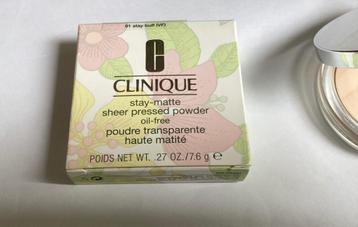 01 stay buff (VF)
CLINIQUE
stay-matte
sheer pressed powder
oil-free
poudre transparente
haute matité
POIDS NET WT. .27 OZ./7.6 g e